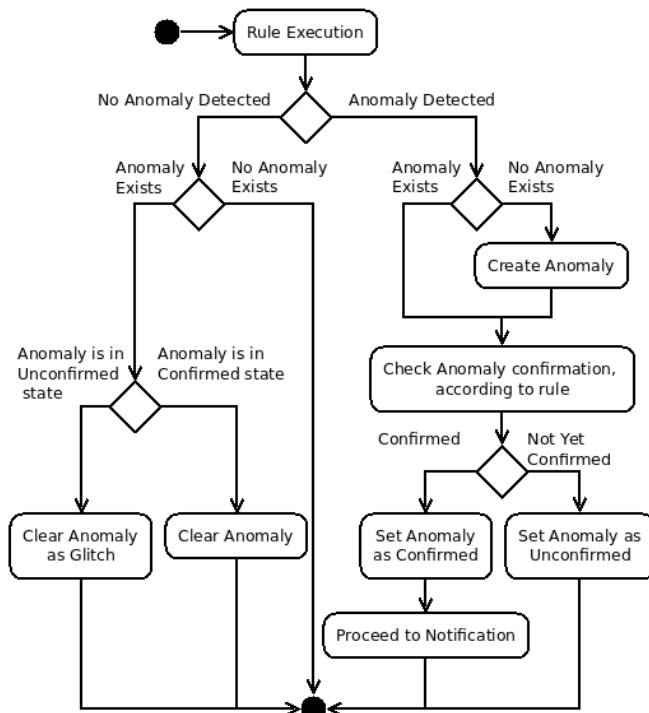 Rule Execution
No Anomaly Detected
Anomaly Detected
Anomaly
Exists
No Anomaly
Exists
Anomaly
Exists
No Anomaly
Exists
Create Anomaly
Anomaly is in
Unconfirmed
state
Anomaly is in
Confirmed state
Check Anomaly confirmation,
according to rule
Confirmed
Not Yet
Confirmed
Clear Anomaly
as Glitch
Clear Anomaly
Set Anomaly
as Confirmed
Set Anomaly as
Unconfirmed
Proceed to Notification